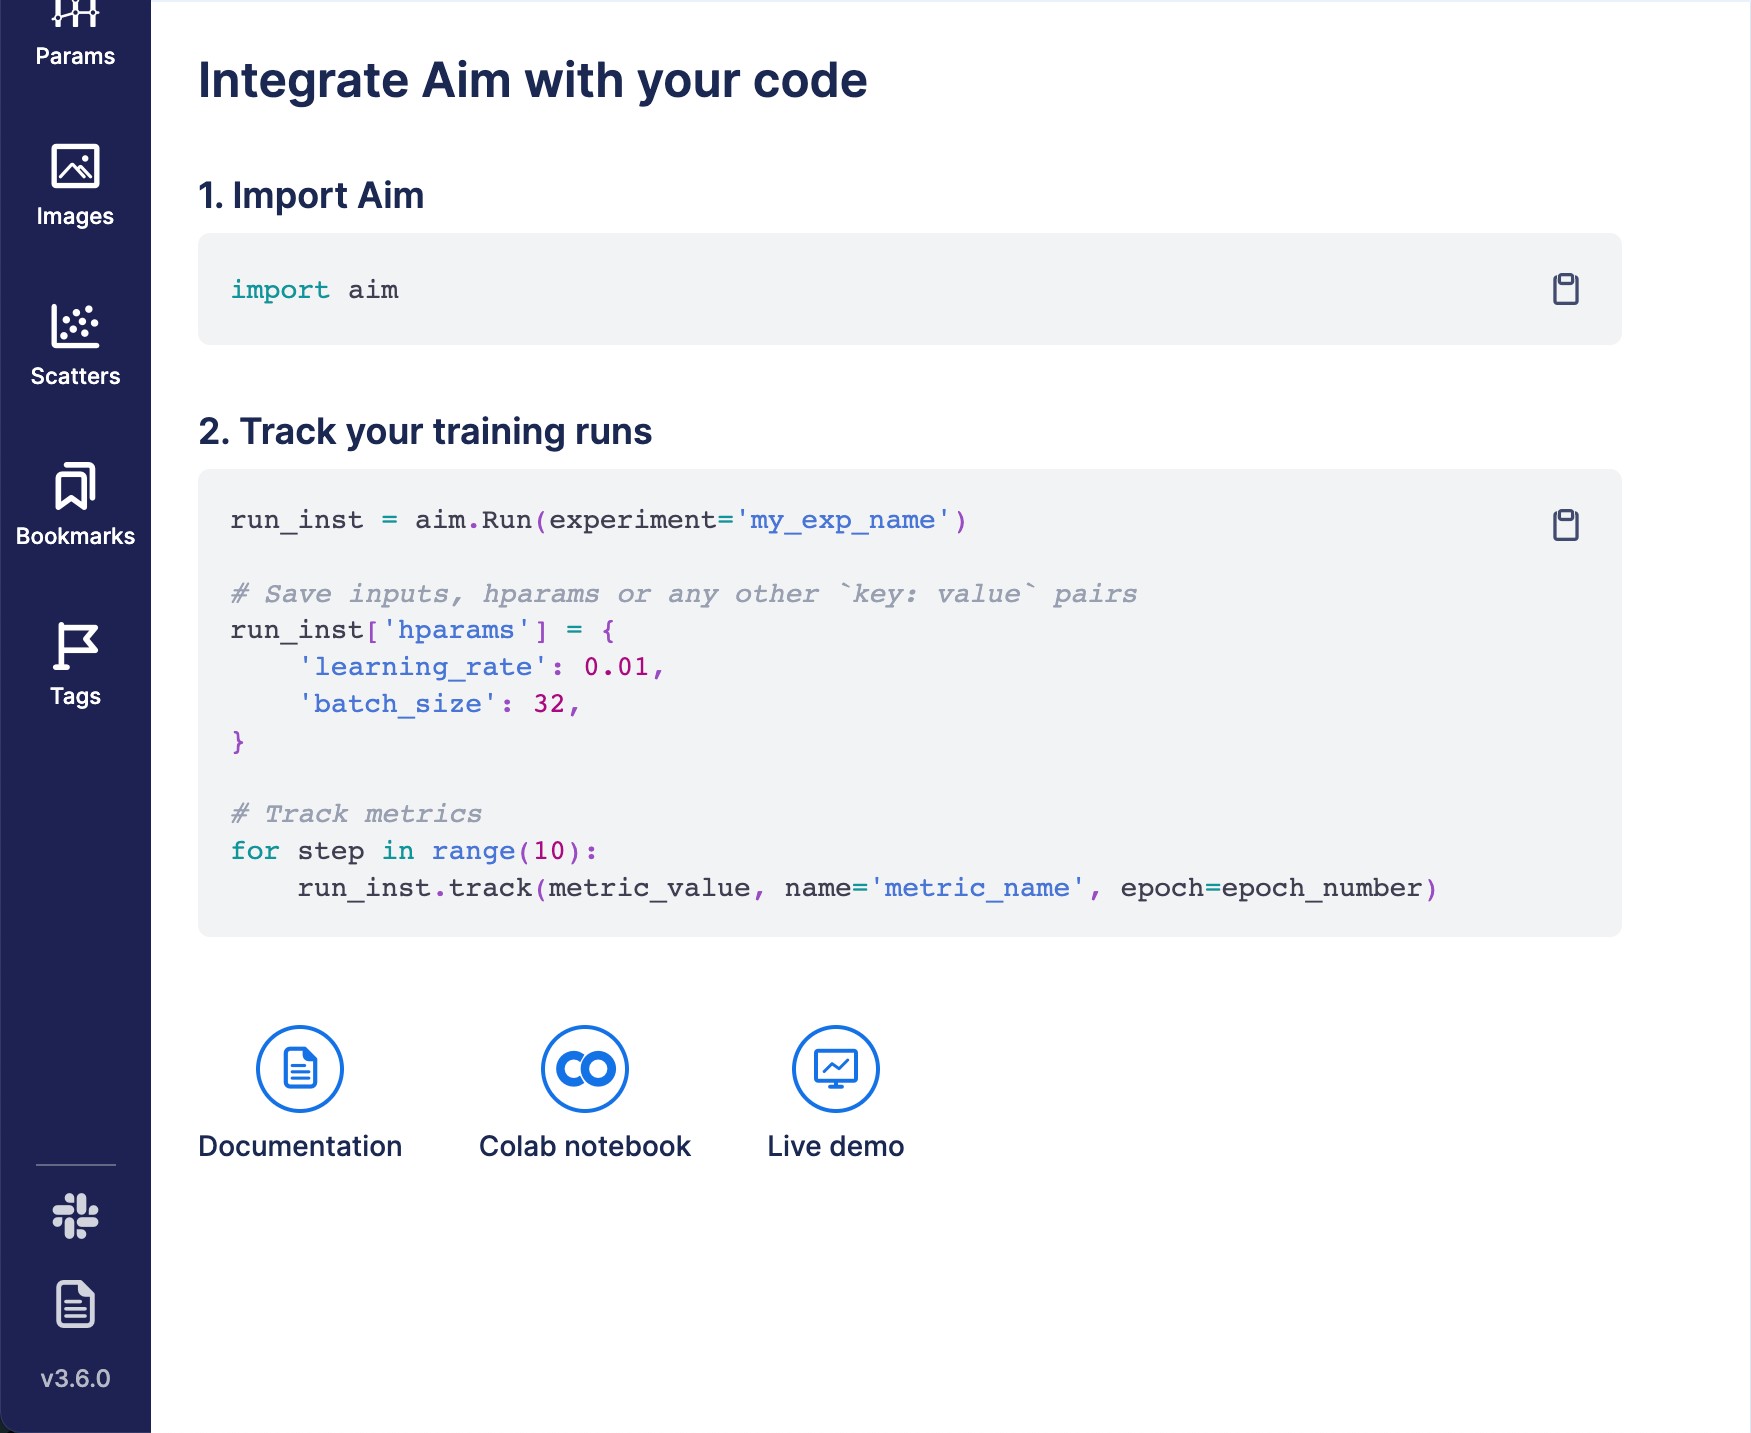 Params
Images
Scatters
Bookmarks
Tags
v3.6.0
Integrate Aim with your code
1. Import Aim
import aim
2. Track your training runs
run_inst = aim.Run(experiment='my_exp_name')
# Save inputs, hparams or any other `key: value` pairs
run_inst['hparams'] = {
    'learning_rate': 0.01,
    'batch_size': 32,
}
# Track metrics
for step in range(10):
    run_inst.track(metric_value, name='metric_name', epoch=epoch_number)
Documentation
Colab notebook
Live demo